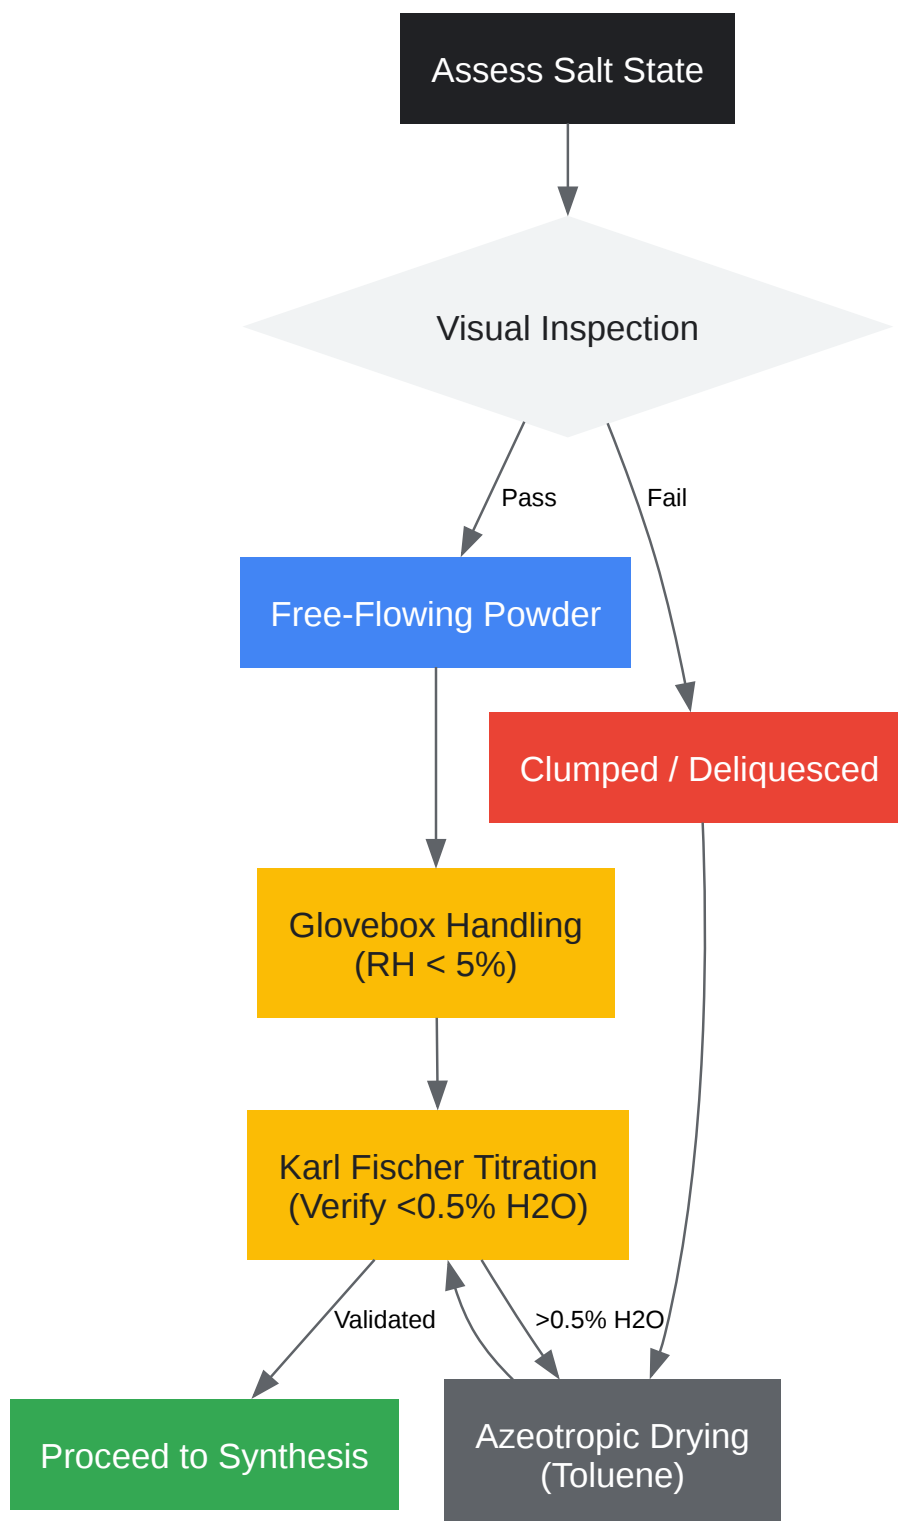 Assess Salt State
Visual Inspection
Pass
Fail
Free-Flowing Powder
Clumped / Deliquesced
Glovebox Handling
(RH < 5%)
Karl Fischer Titration
(Verify <0.5% H2O)
Validated
>0.5% H2O
Proceed to Synthesis
Azeotropic Drying
(Toluene)